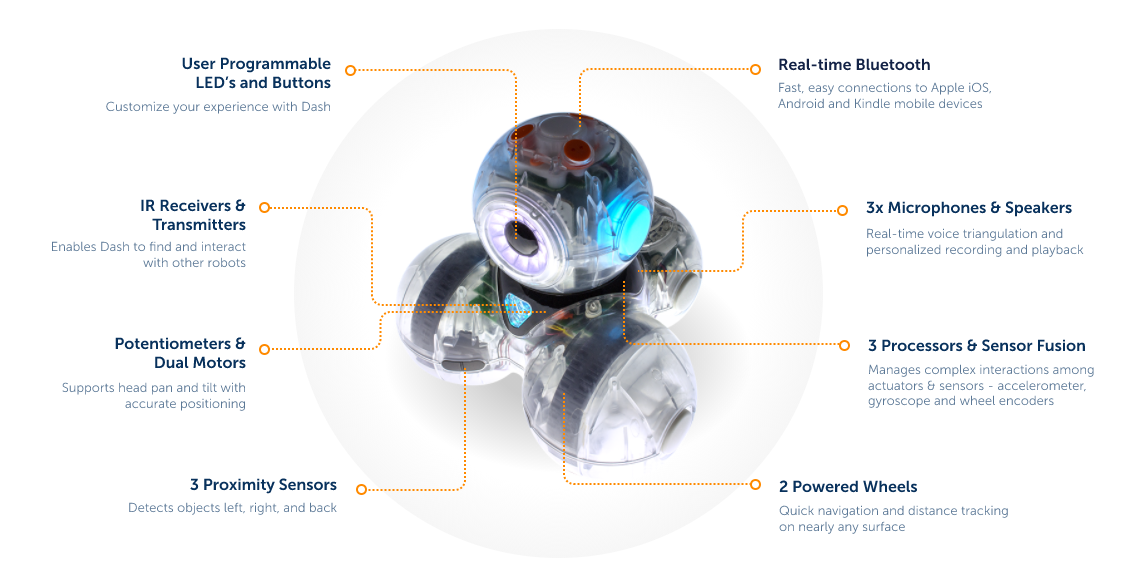 User Programmable
LED's and Buttons
Customize your experience with Dash
IR Receivers &
Transmitters
Enables Dash to find and interact
with other robots
Potentiometers &
Dual Motors
Supports head pan and tilt with
accurate positioning
3 Proximity Sensors
Detects objects left, right, and back
Real-time Bluetooth
Fast, easy connections to Apple iOS,
Android and Kindle mobile devices
3x Microphones & Speakers
Real-time voice triangulation and
personalized recording and playback
3 Processors & Sensor Fusion
Manages complex interactions among
actuators & sensors - accelerometer,
gyroscope and wheel encoders
2 Powered Wheels
Quick navigation and distance tracking
on nearly any surface